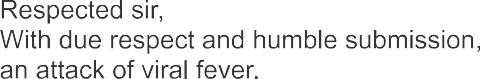 Respected sir,
With due respect and humble submission,
an attack of viral fever.